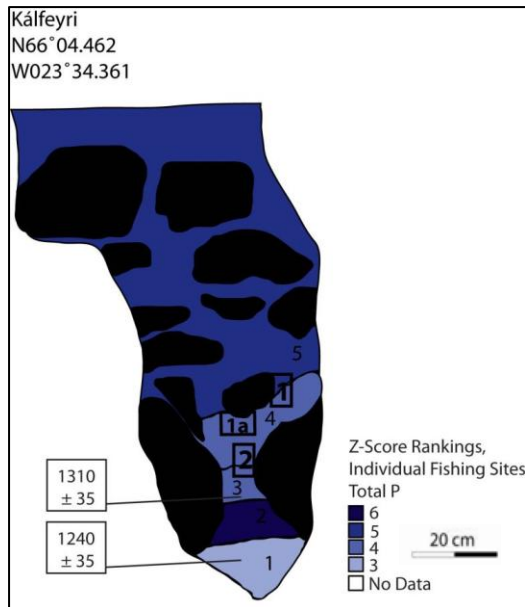 Kálfeyri
N66˚04.462
W023˚34.361
5
1
4
1a
2
3
1310
± 35
2
1240
± 35
1
Z-Score Rankings,
Individual Fishing Sites
Total P
6
5
4
3
No Data
20 cm